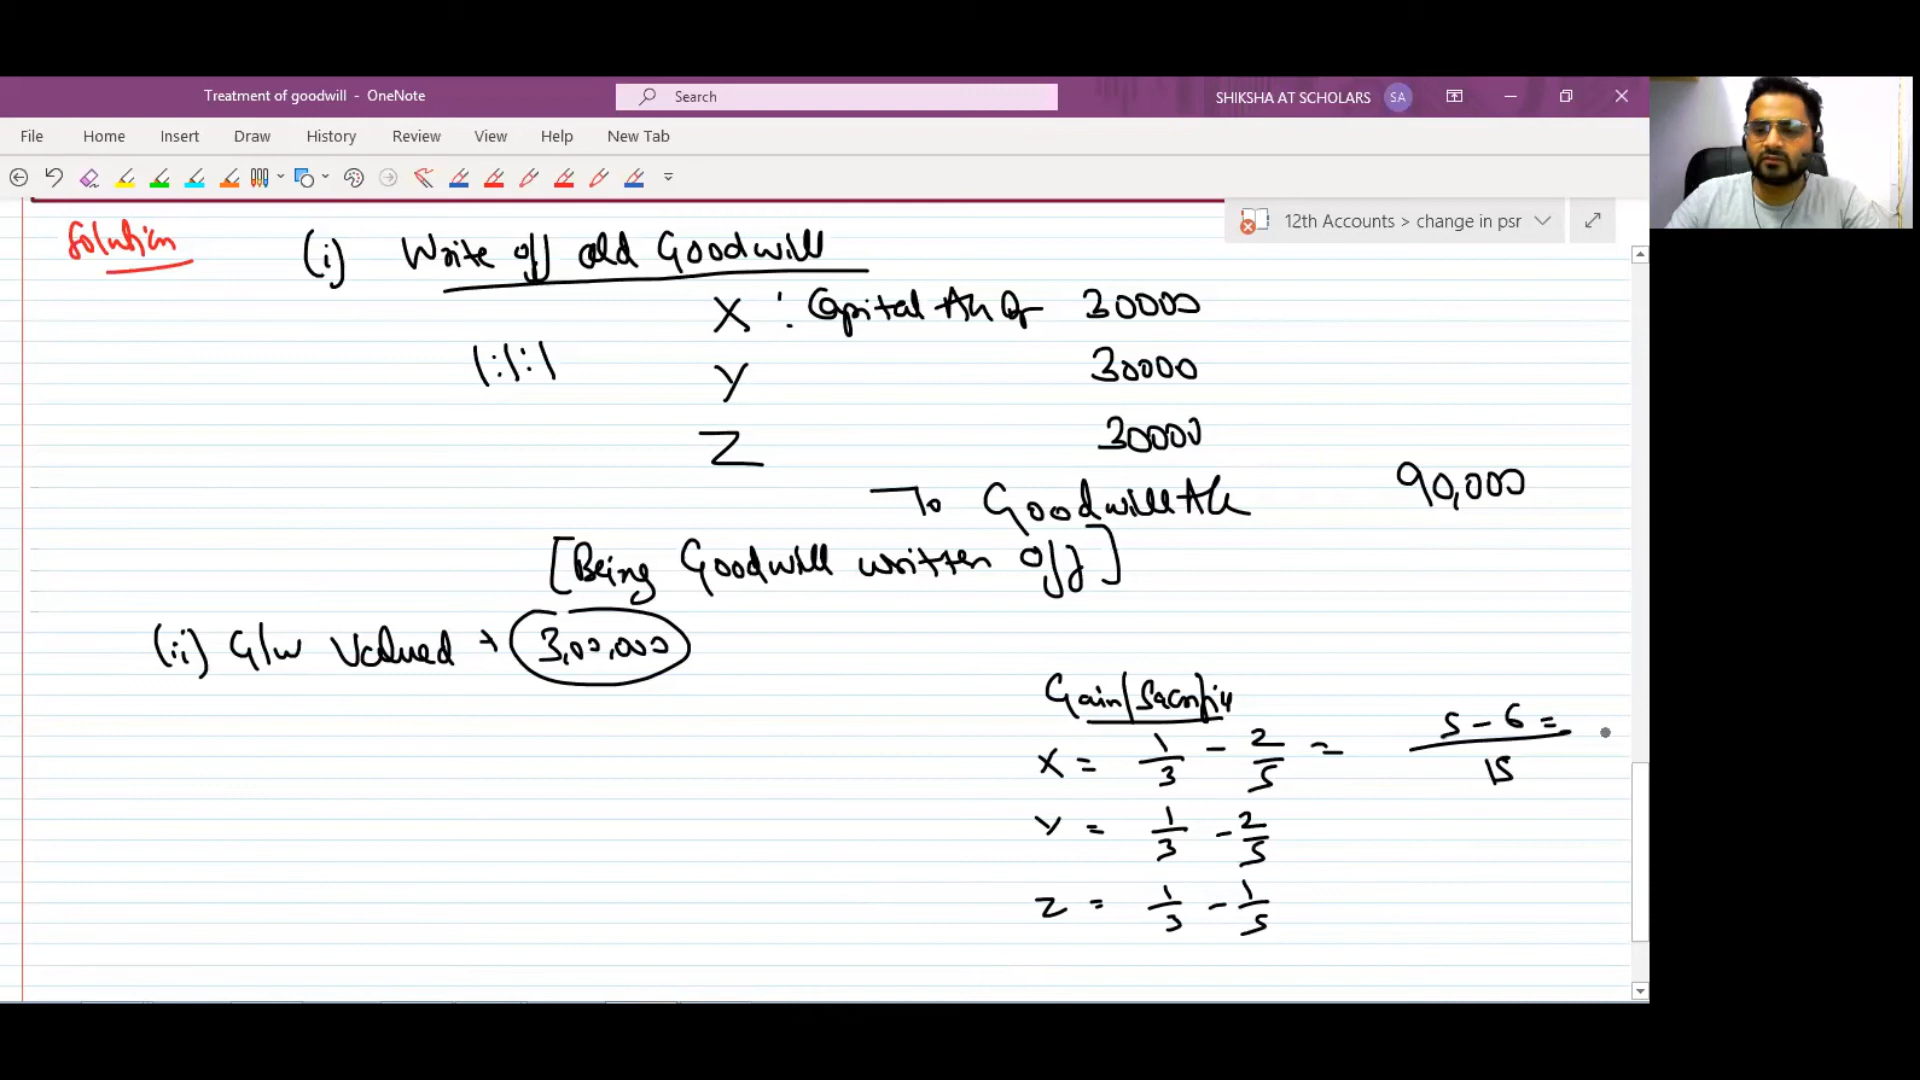 Treatment of goodwill - OneNote
Search
SHIKSHA AT SCHOLARS SA
File Home Insert Draw History Review View Help New Tab
12th Accounts > change in psr
Solution (i) Write off old Goodwill
X : Capital A/c Dr 30000
1:1:1 Y 30000
Z 30000
To Goodwill A/c 90,000
[Being Goodwill written off]
(ii) G/w Valued → 3,00,000
Gain/Sacrifi
X = 1/3 - 2/5 = 5-6=/15
Y = 1/3 - 2/5
Z = 1/3 - 1/5